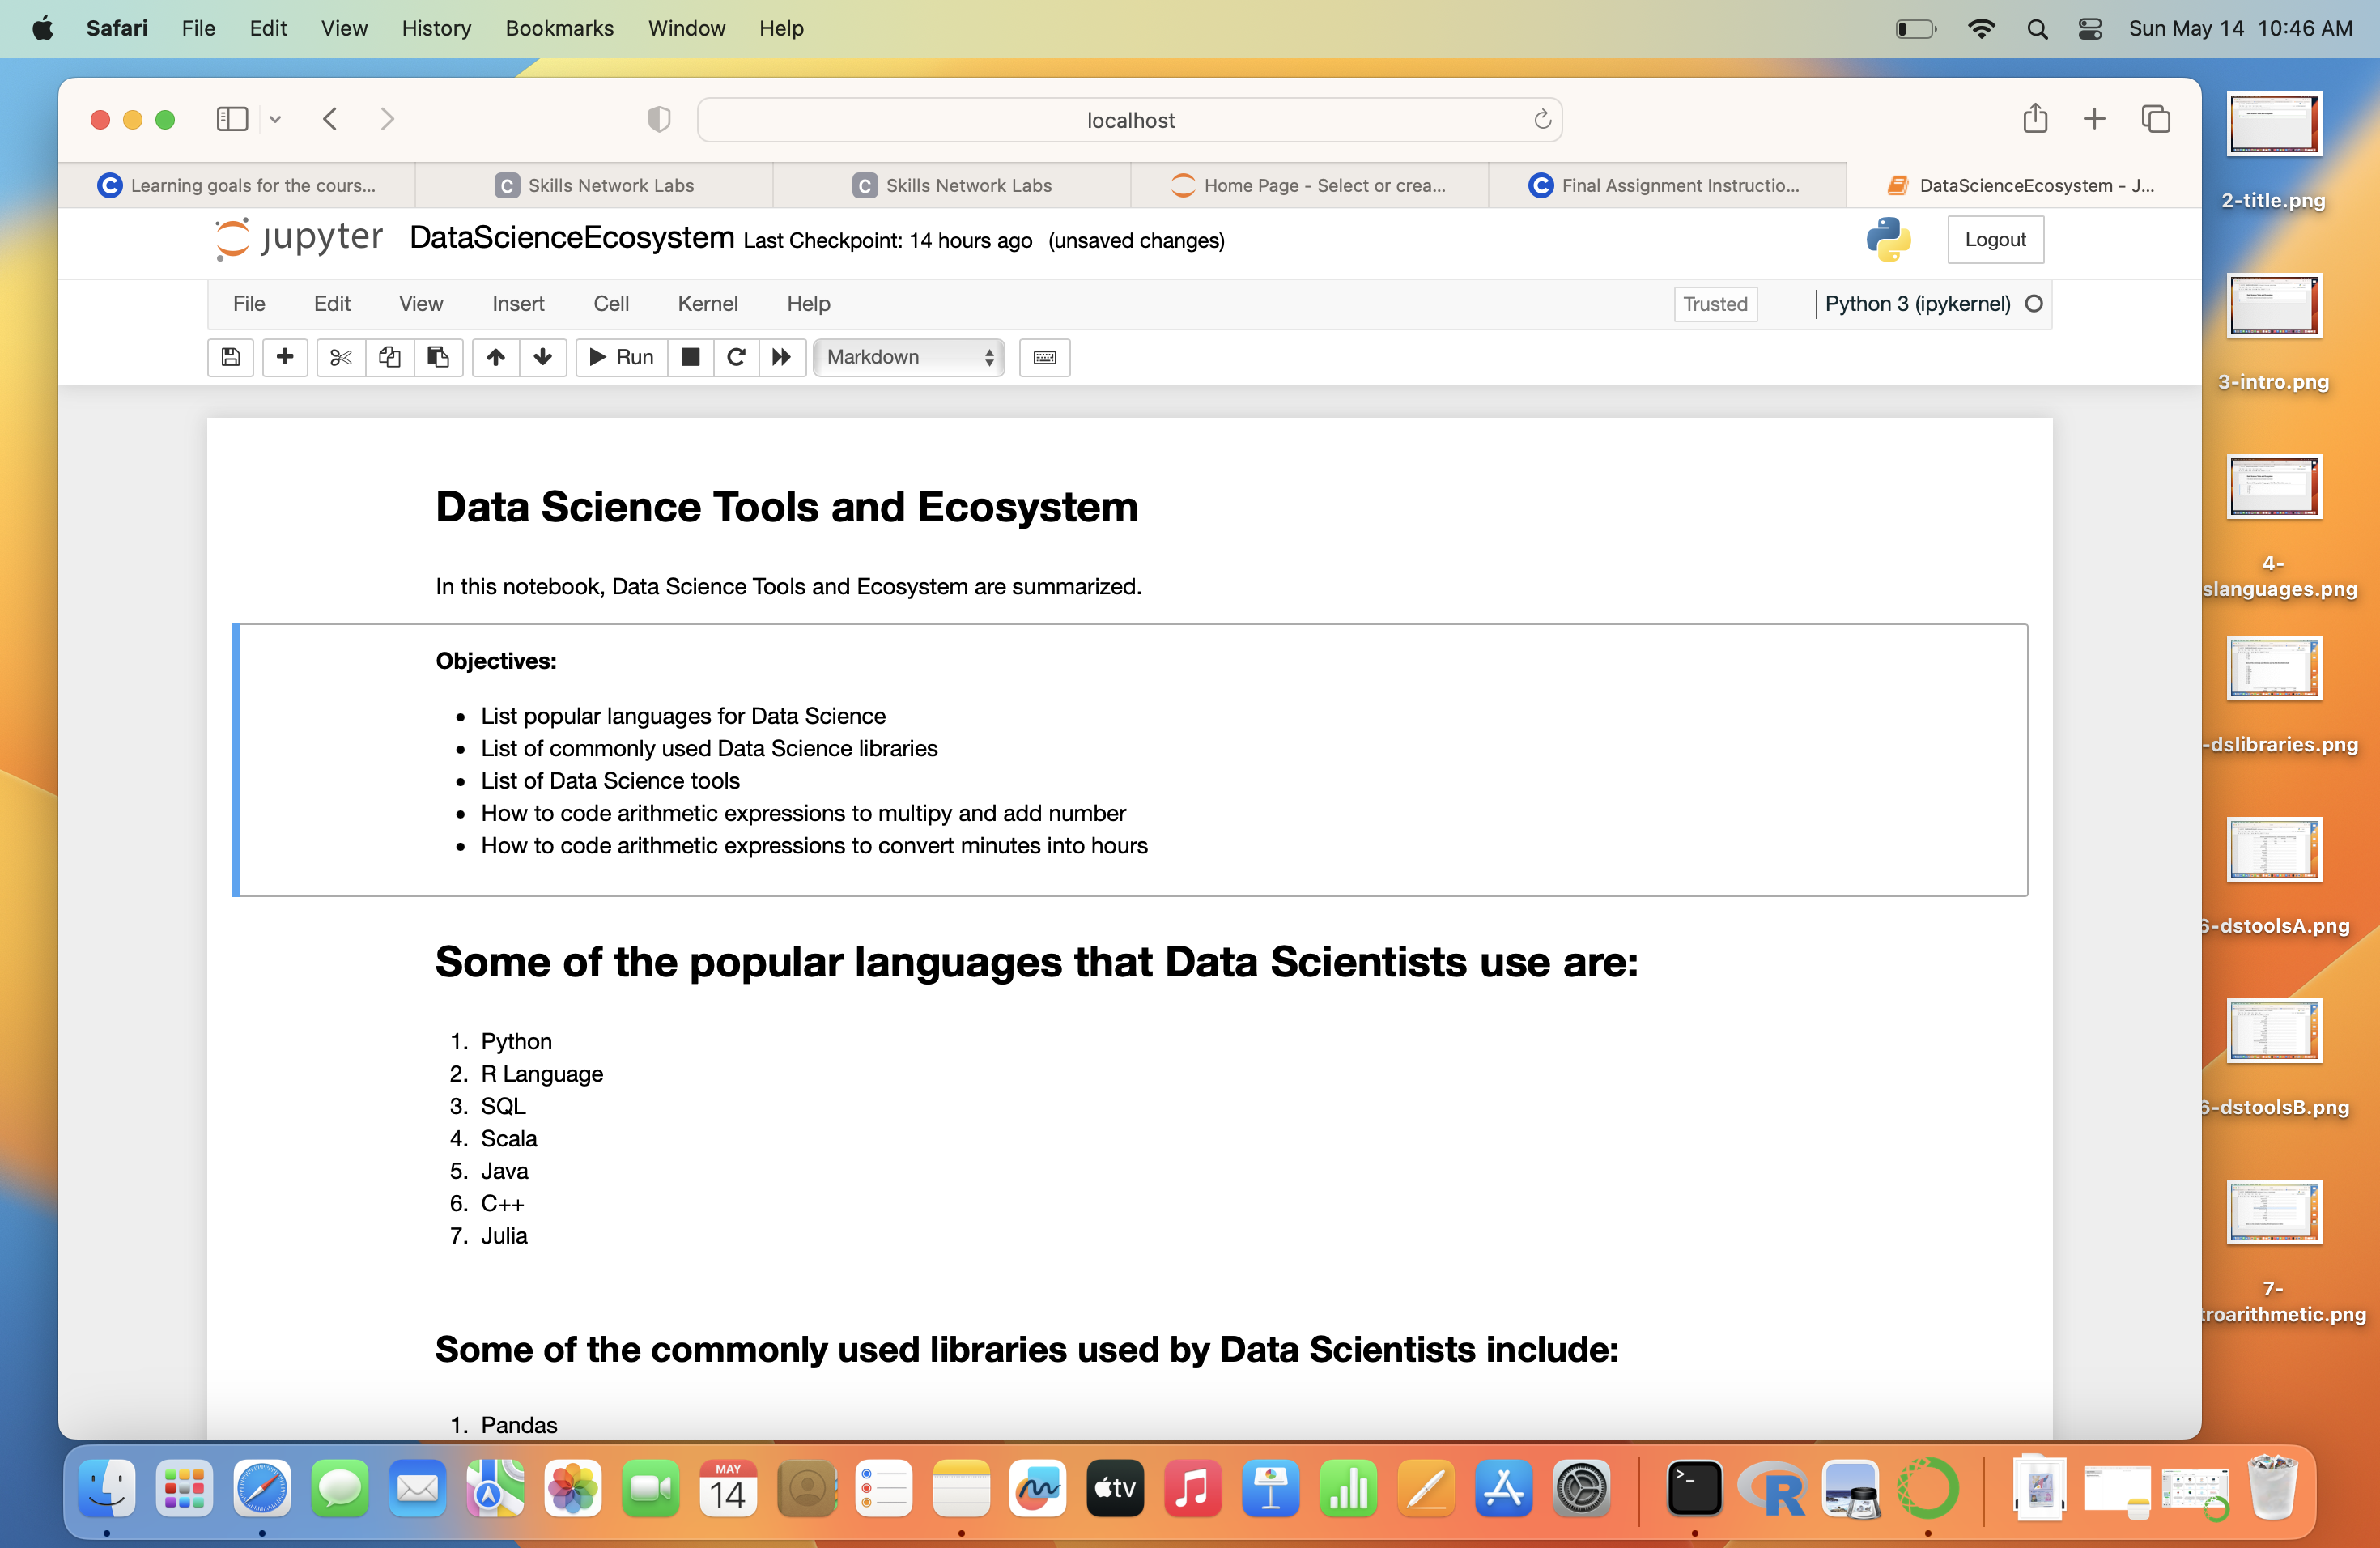 Safari File Edit View History Bookmarks Window Help Sun May 14 10:46 AM
localhost
Learning goals for the cours... Skills Network Labs Skills Network Labs Home Page - Select or crea... Final Assignment Instructio... DataScienceEcosystem - J...
jupyter DataScienceEcosystem Last Checkpoint: 14 hours ago (unsaved changes) Logout
File Edit View Insert Cell Kernel Help Trusted Python 3 (ipykernel)
Run Markdown
Data Science Tools and Ecosystem
In this notebook, Data Science Tools and Ecosystem are summarized.
Objectives:
• List popular languages for Data Science
• List of commonly used Data Science libraries
• List of Data Science tools
• How to code arithmetic expressions to multipy and add number
• How to code arithmetic expressions to convert minutes into hours
Some of the popular languages that Data Scientists use are:
1. Python
2. R Language
3. SQL
4. Scala
5. Java
6. C++
7. Julia
Some of the commonly used libraries used by Data Scientists include:
1. Pandas
2-title.png
3-intro.png
4-
slanguages.png
-dslibraries.png
6-dstoolsA.png
6-dstoolsB.png
7-
troarithmetic.png
MAY
14
tv